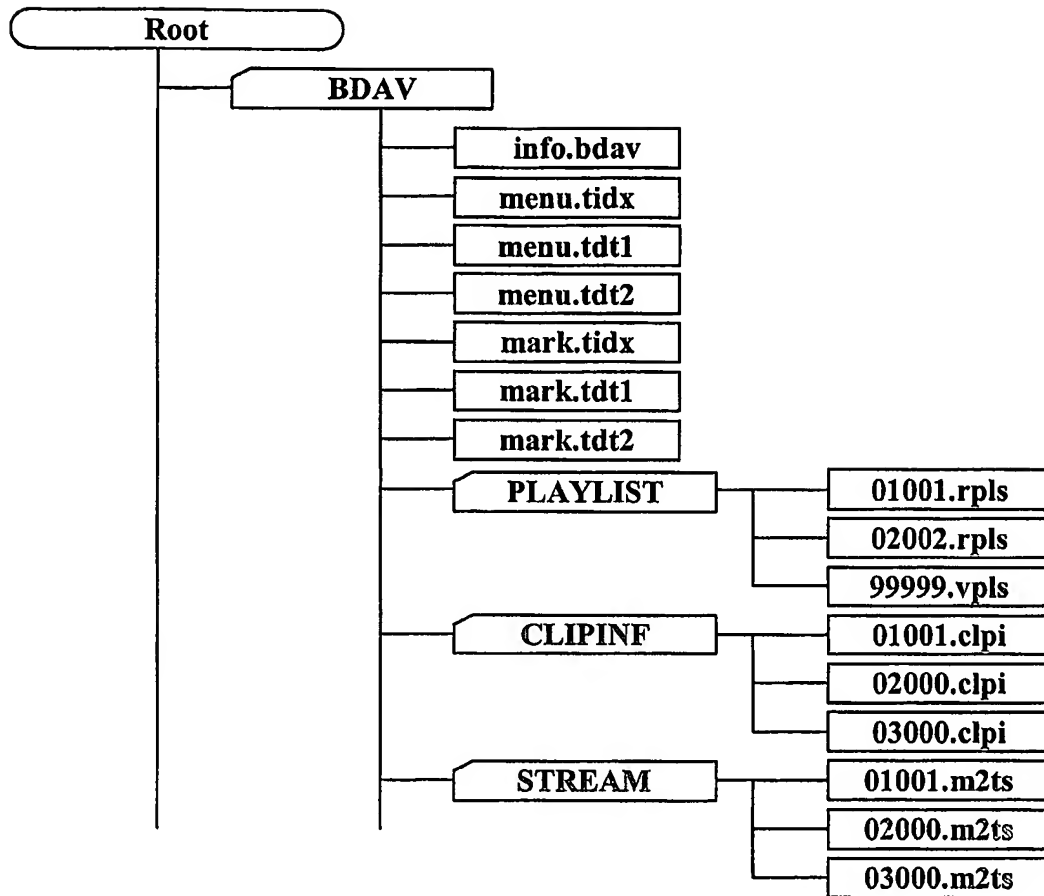 Root
BDAV
info.bdav
menu.tidx
menu.tdt1
menu.tdt2
mark.tidx
mark.tdt1
mark.tdt2
PLAYLIST
01001.rpls
02002.rpls
99999.vpls
CLIPINF
01001.clpi
02000.clpi
03000.clpi
STREAM
01001.m2ts
02000.m2ts
03000.m2ts